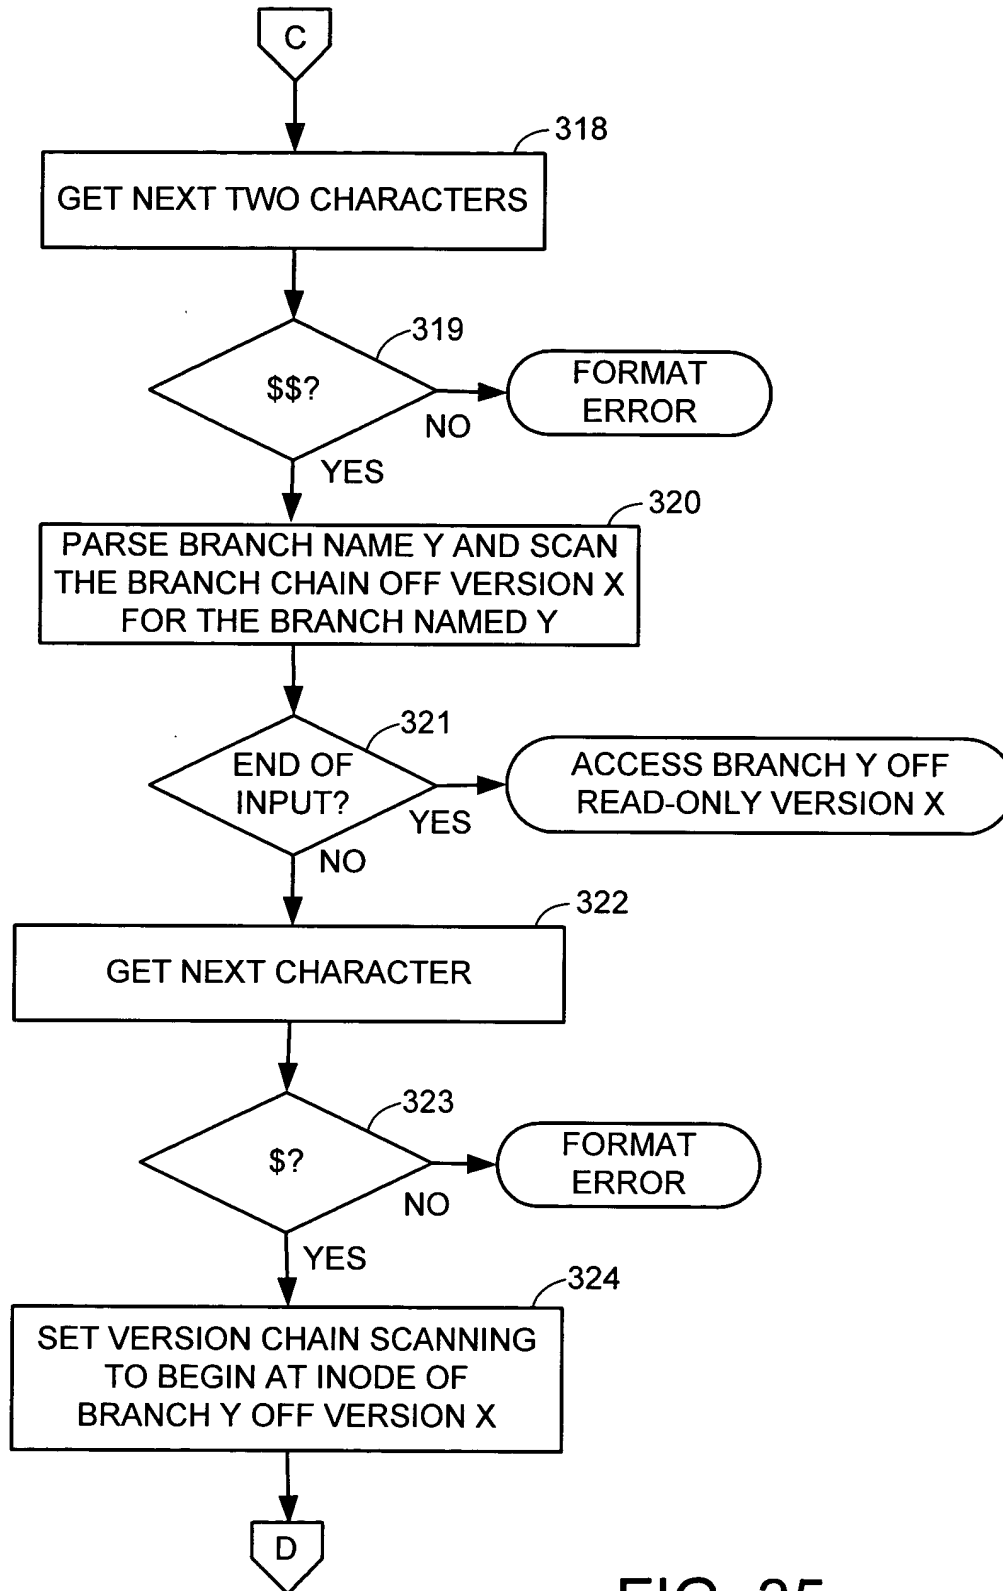 C
318
GET NEXT TWO CHARACTERS
319
$$?
NO
FORMAT
ERROR
YES
320
PARSE BRANCH NAME Y AND SCAN
THE BRANCH CHAIN OFF VERSION X
FOR THE BRANCH NAMED Y
321
END OF
INPUT?
YES
ACCESS BRANCH Y OFF
READ-ONLY VERSION X
NO
322
GET NEXT CHARACTER
323
$?
NO
FORMAT
ERROR
YES
324
SET VERSION CHAIN SCANNING
TO BEGIN AT INODE OF
BRANCH Y OFF VERSION X
D